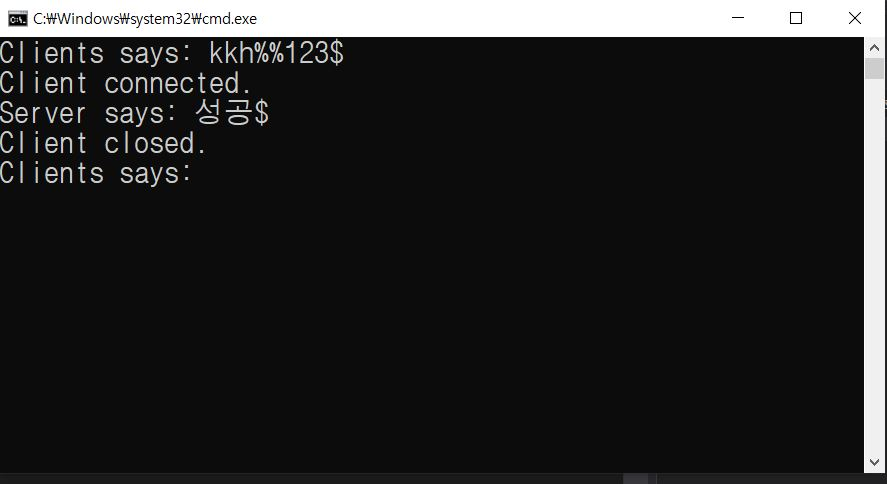 C:₩Windows₩system32₩cmd.exe
Clients says: kkh%%123$
Client connected.
Server says: 성공$
Client closed.
Clients says: